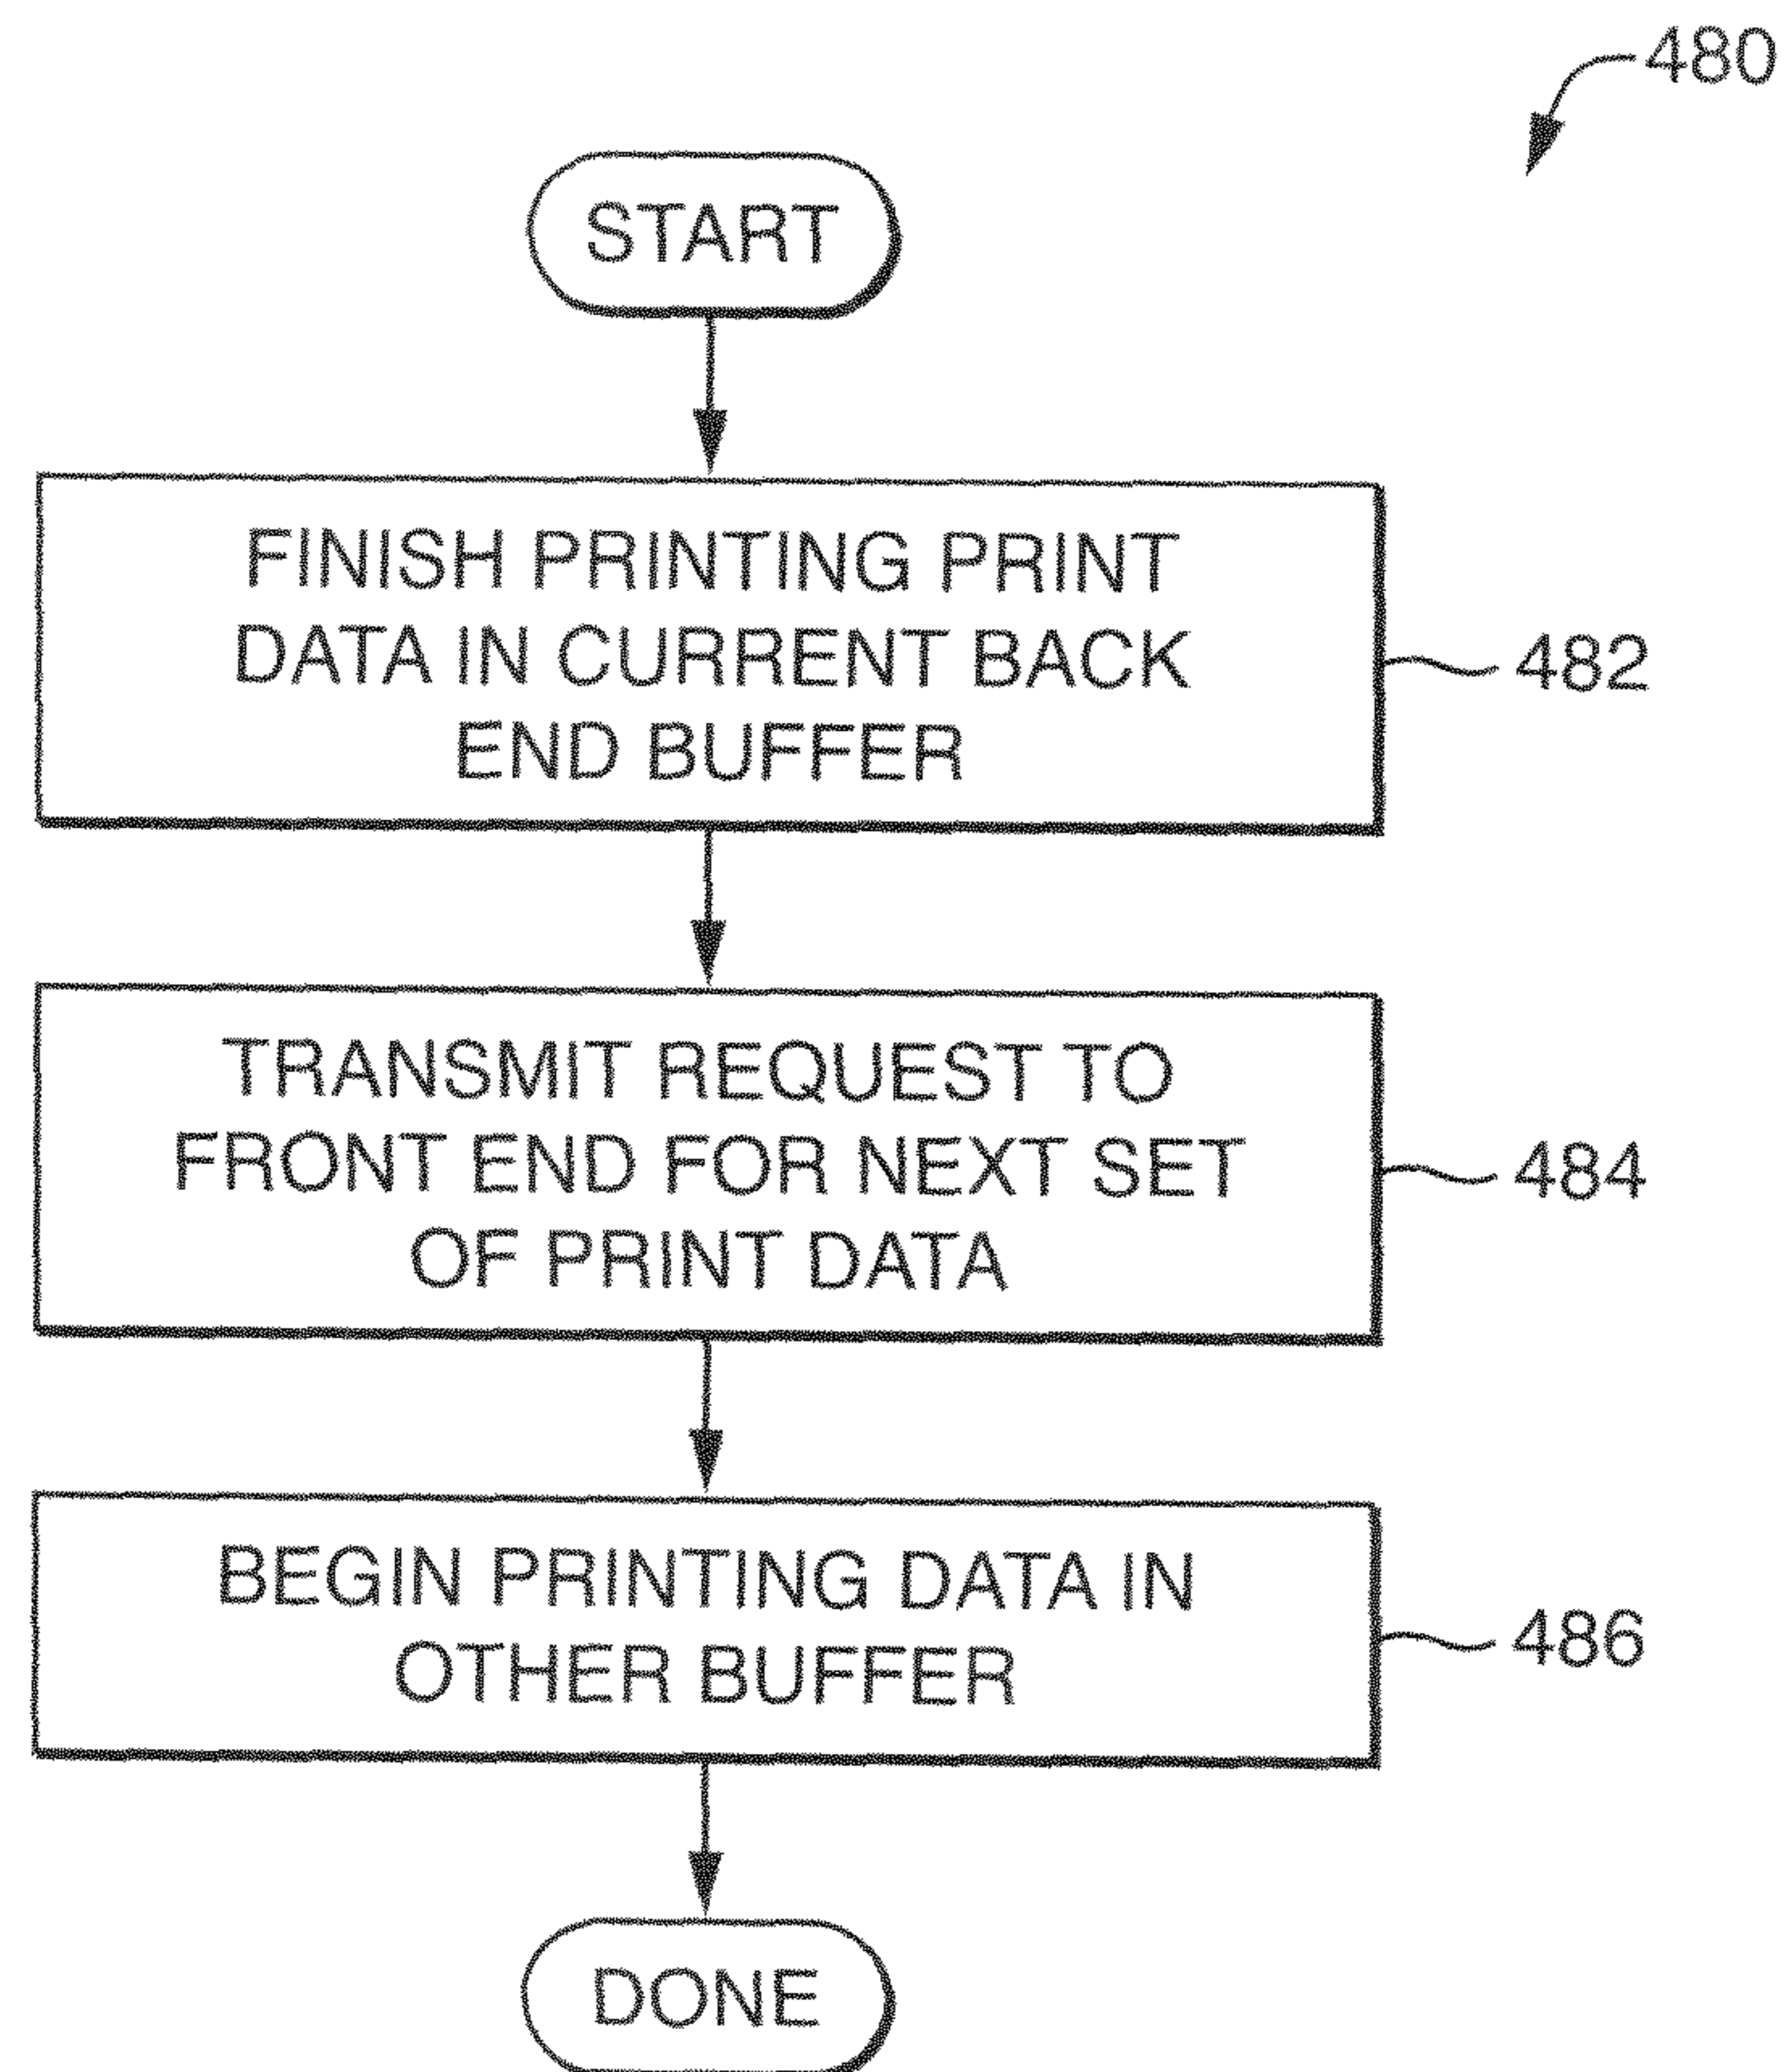 480
START
FINISH PRINTING PRINT
DATA IN CURRENT BACK
END BUFFER
482
TRANSMIT REQUEST TO
FRONT END FOR NEXT SET
OF PRINT DATA
484
BEGIN PRINTING DATA IN
OTHER BUFFER
486
DONE